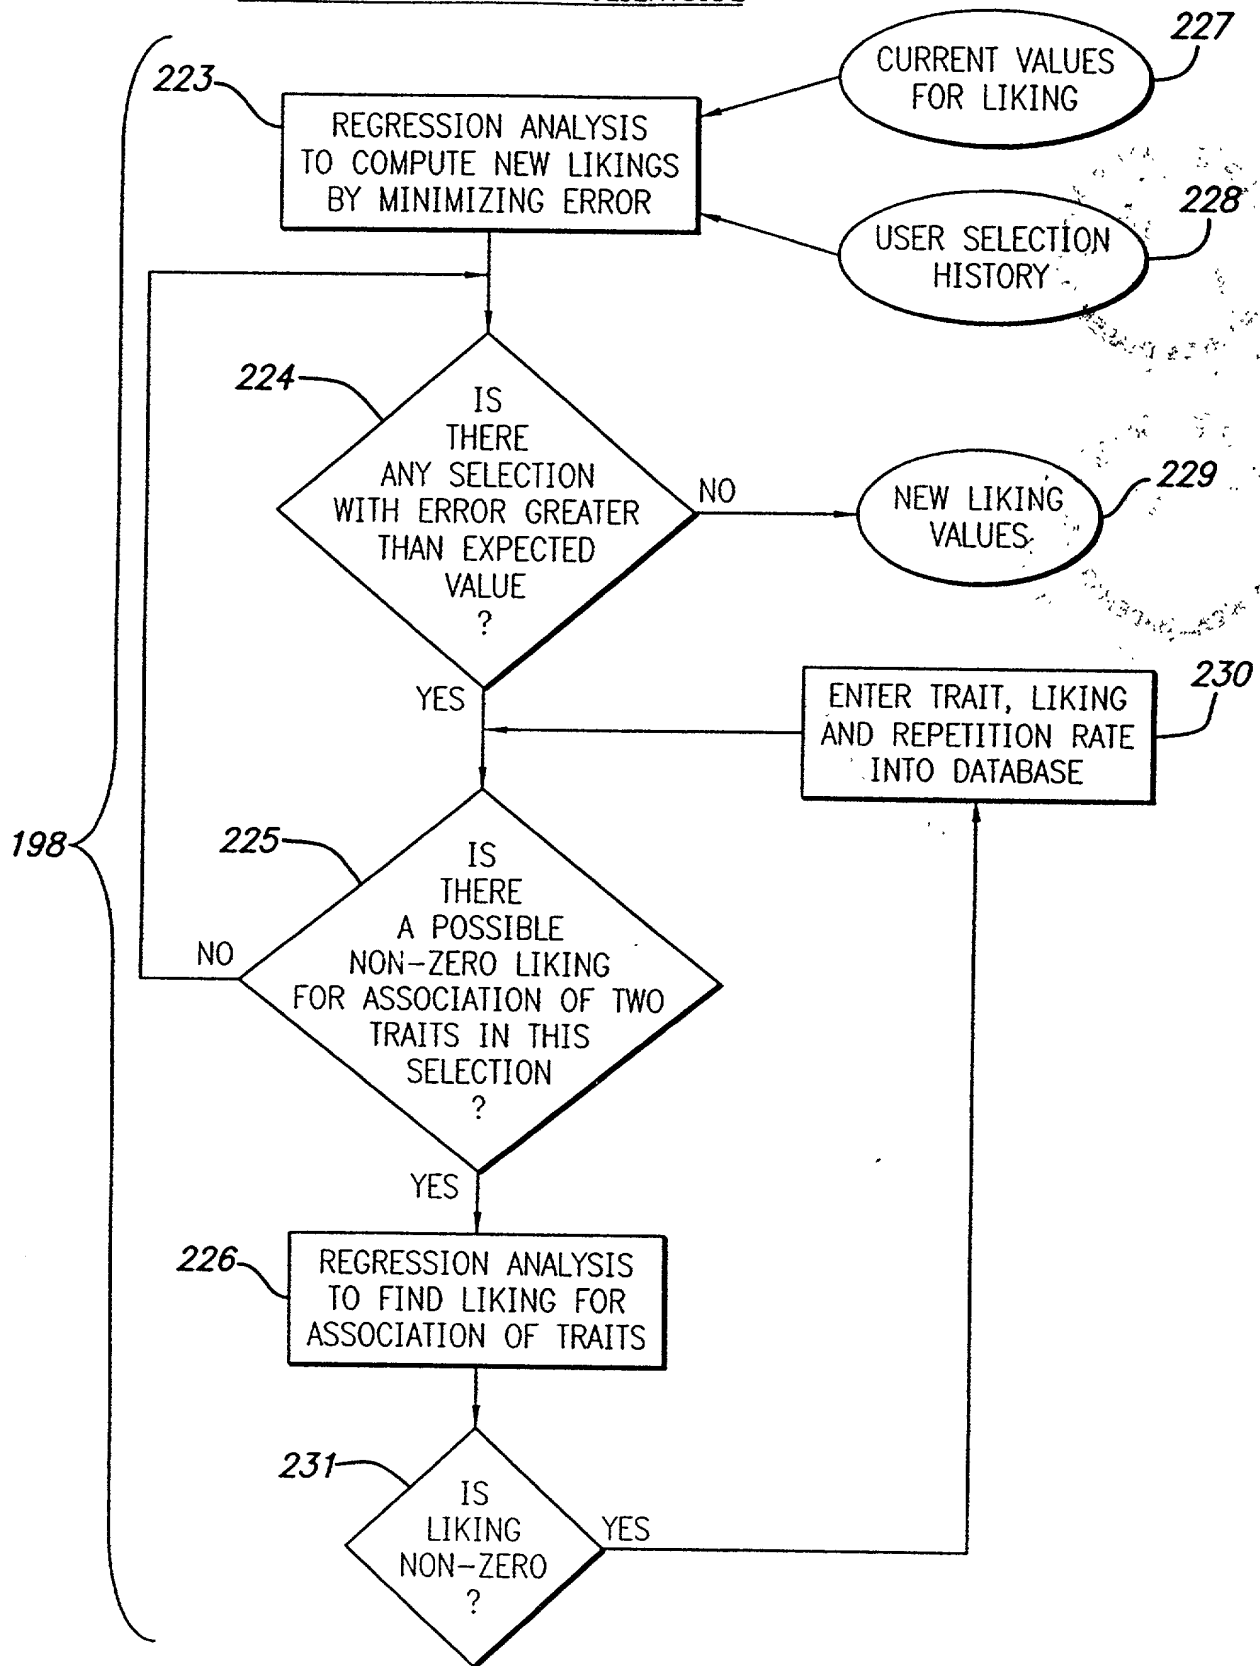 227
CURRENT VALUES
FOR LIKING
223
REGRESSION ANALYSIS
TO COMPUTE NEW LIKINGS
BY MINIMIZING ERROR
228
USER SELECTION
HISTORY
224
IS
THERE
ANY SELECTION
WITH ERROR GREATER
THAN EXPECTED
VALUE
?
NO
229
NEW LIKING
VALUES
YES
230
ENTER TRAIT, LIKING
AND REPETITION RATE
INTO DATABASE
198
225
IS
THERE
A POSSIBLE
NON-ZERO LIKING
FOR ASSOCIATION OF TWO
TRAITS IN THIS
SELECTION
?
NO
YES
226
REGRESSION ANALYSIS
TO FIND LIKING FOR
ASSOCIATION OF TRAITS
231
IS
LIKING
NON-ZERO
?
YES